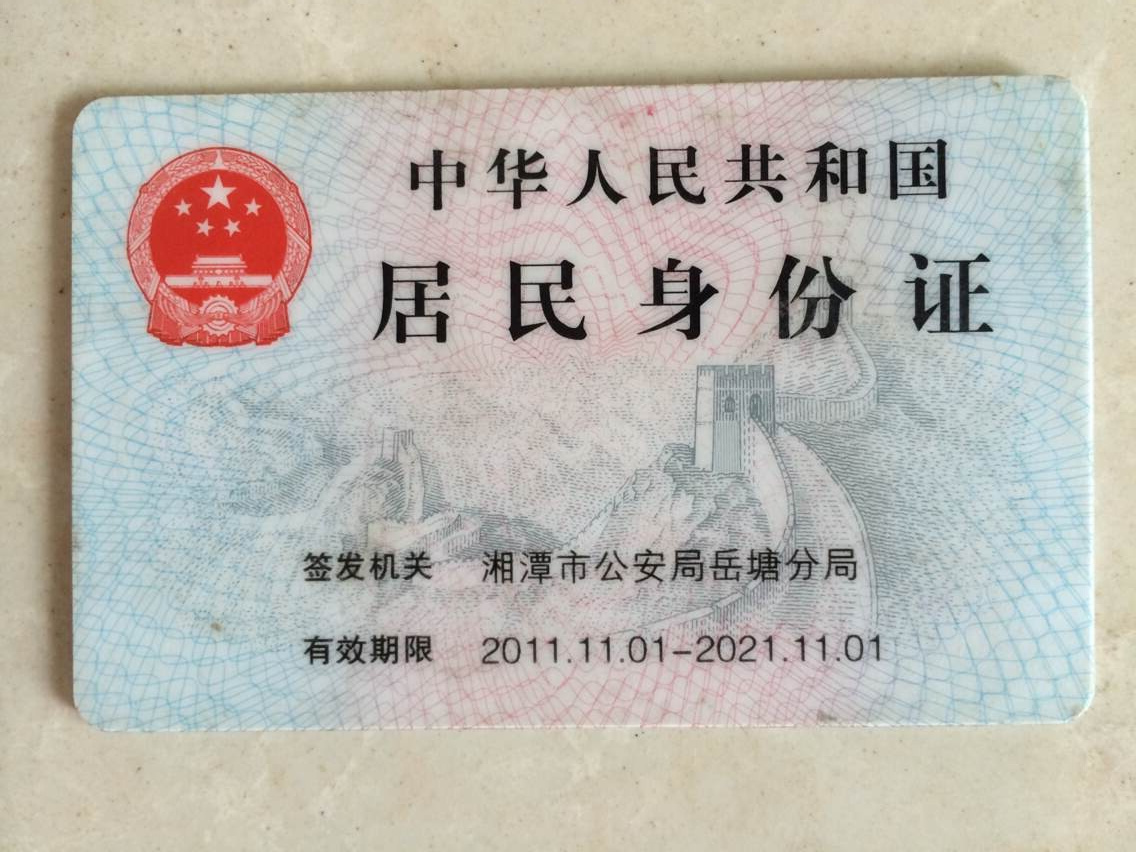 中华人民共和国
居民身份证
签发机关 湘潭市公安局岳塘分局
有效期限 2011.11.01-2021.11.01